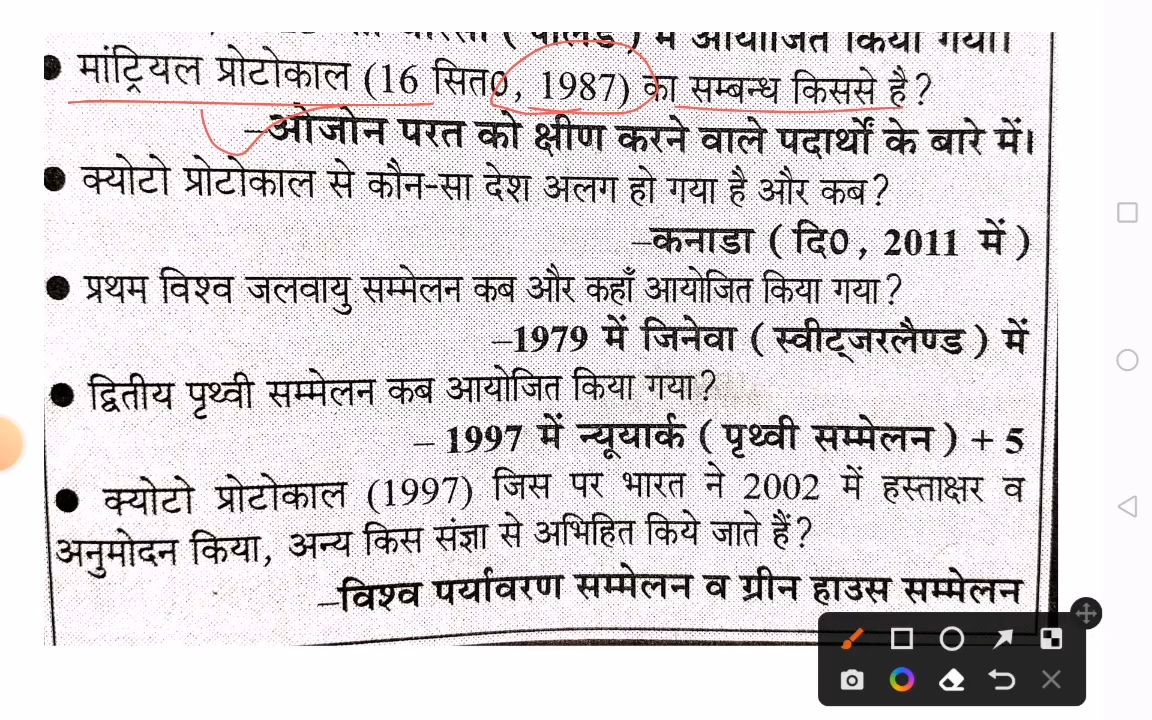 में आयोजित किया गया।
● मांट्रियल प्रोटोकाल (16 सित0, 1987) का सम्बन्ध किससे है?
–ओजोन परत को क्षीण करने वाले पदार्थों के बारे में।
● क्योटो प्रोटोकाल से कौन-सा देश अलग हो गया है और कब?
–कनाडा ( दि0, 2011 में )
● प्रथम विश्व जलवायु सम्मेलन कब और कहाँ आयोजित किया गया?
–1979 में जिनेवा ( स्वीट्जरलैण्ड ) में
● द्वितीय पृथ्वी सम्मेलन कब आयोजित किया गया?
– 1997 में न्यूयार्क ( पृथ्वी सम्मेलन ) + 5
● क्योटो प्रोटोकाल (1997) जिस पर भारत ने 2002 में हस्ताक्षर व
अनुमोदन किया, अन्य किस संज्ञा से अभिहित किये जाते हैं?
–विश्व पर्यावरण सम्मेलन व ग्रीन हाउस सम्मेलन